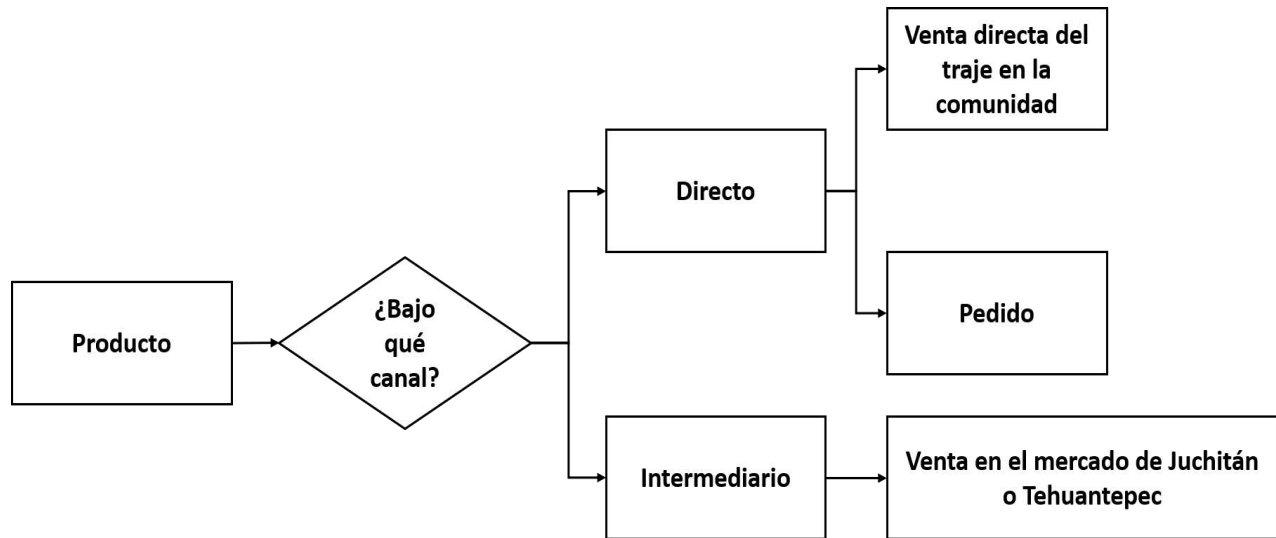 Producto
¿Bajo
qué
canal?
Directo
Venta directa del
traje en la
comunidad
Pedido
Intermediario
Venta en el mercado de Juchitán
o Tehuantepec